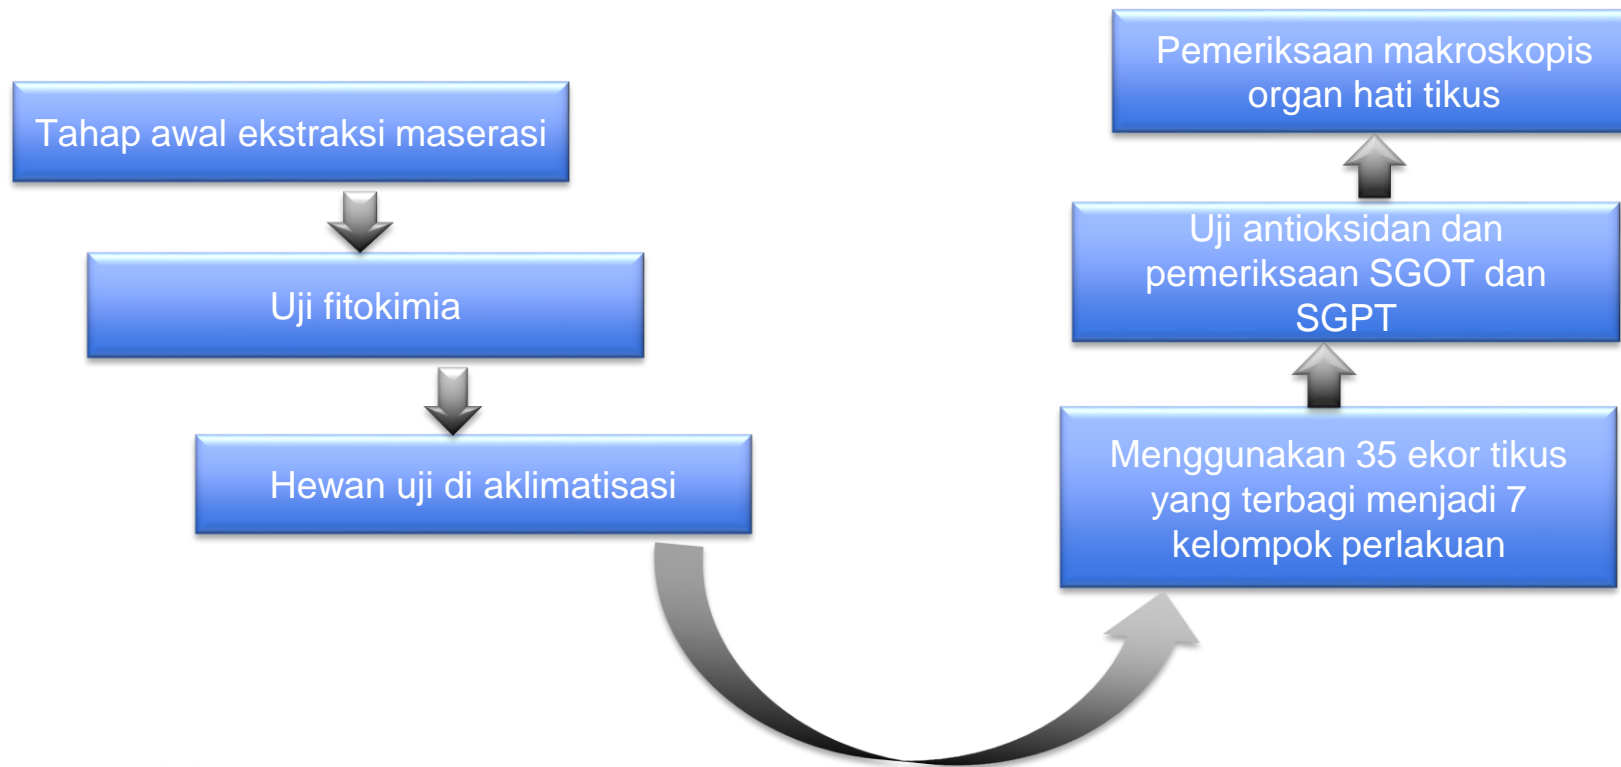 Tahap awal ekstraksi maserasi
Uji fitokimia
Hewan uji di aklimatisasi
Menggunakan 35 ekor tikus
yang terbagi menjadi 7
kelompok perlakuan
Uji antioksidan dan
pemeriksaan SGOT dan
SGPT
Pemeriksaan makroskopis
organ hati tikus